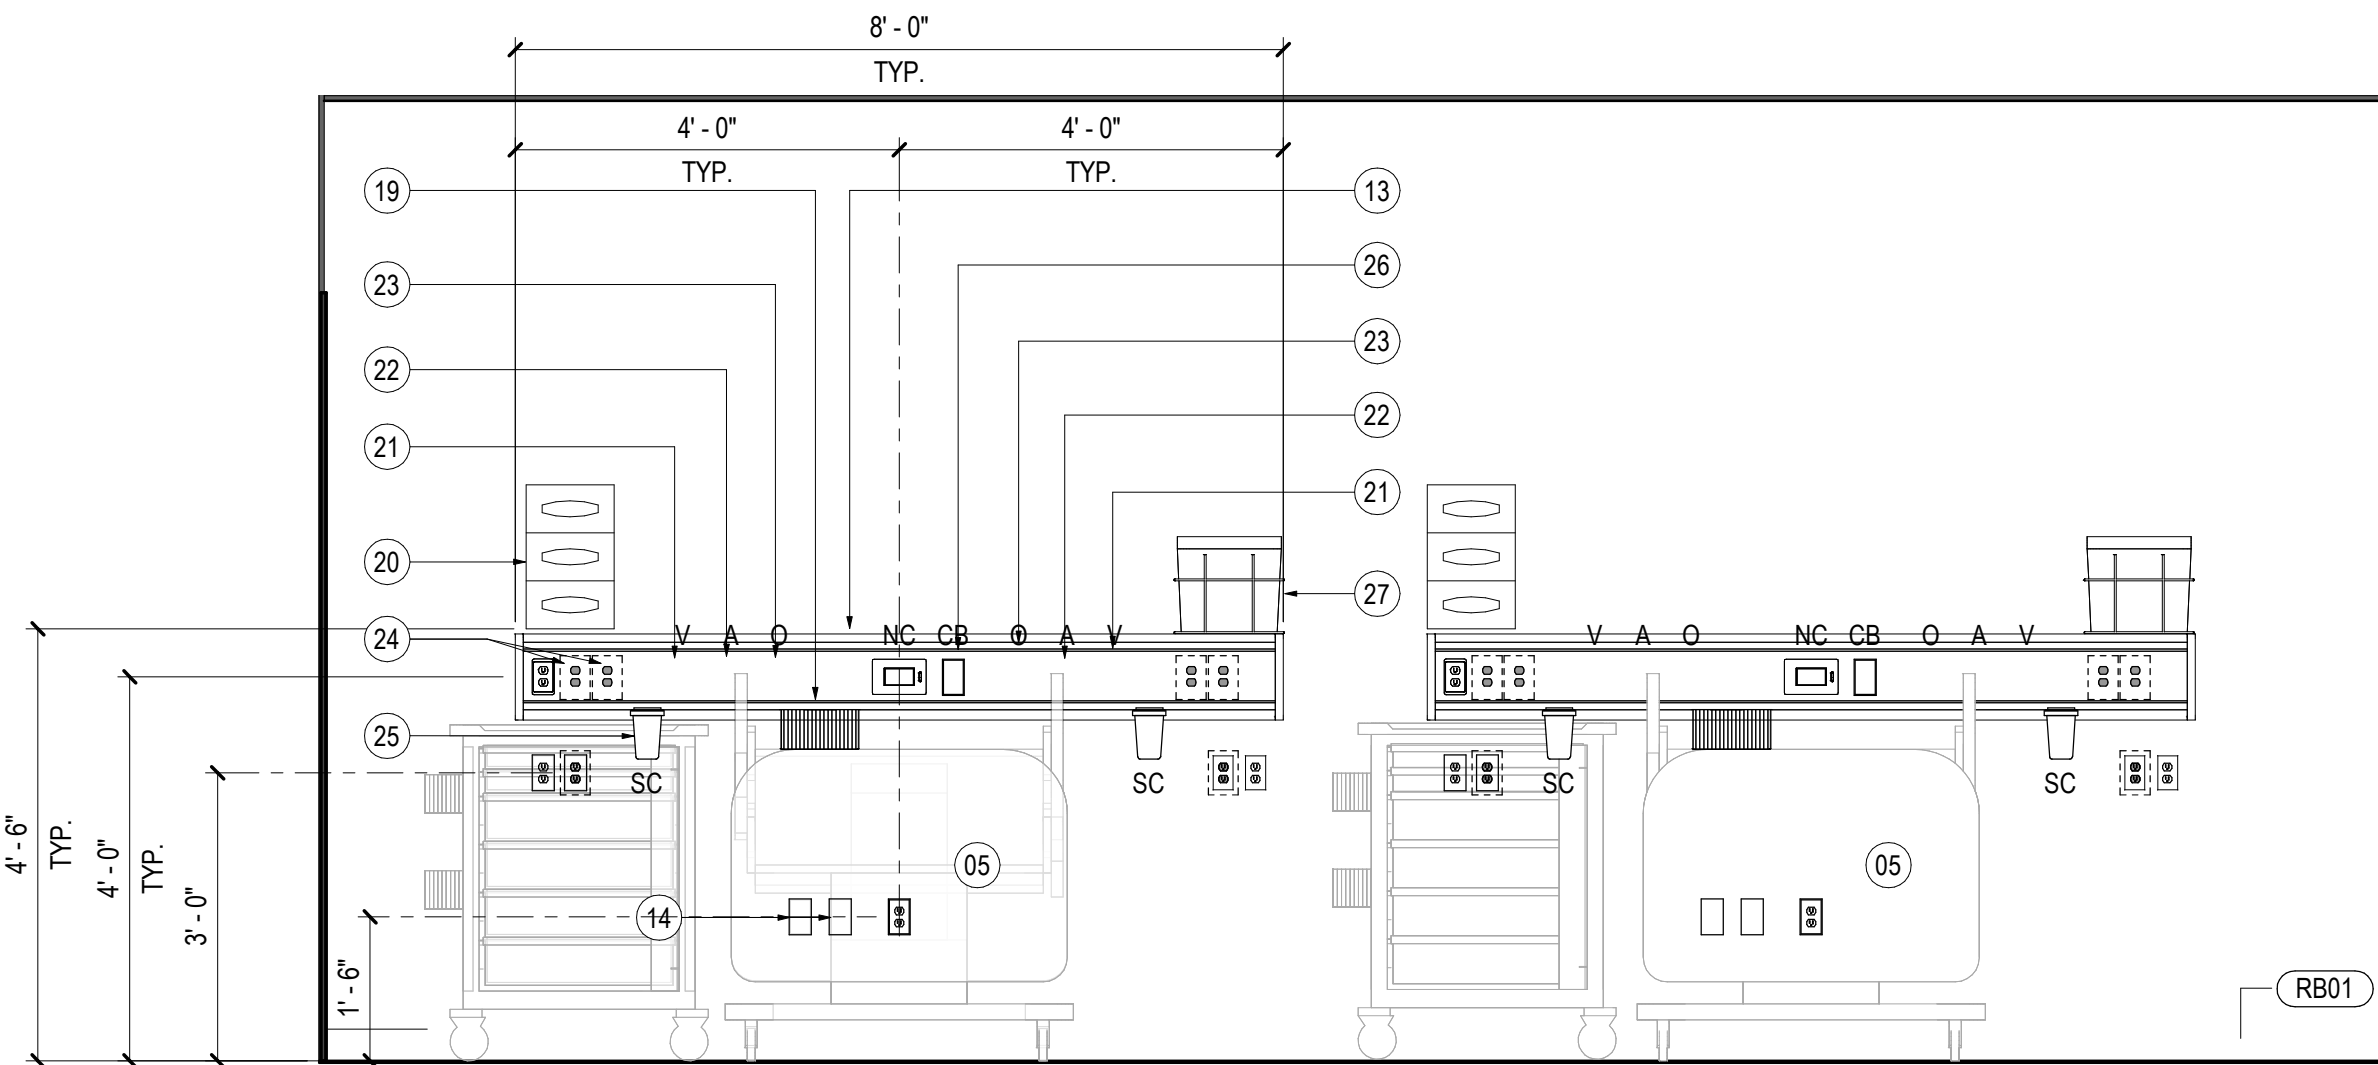 8' - 0"
TYP.
4' - 0"
4' - 0"
TYP.
TYP.
19
13
23
26
22
23
21
22
20
21
24
27
V A O NC CB O A V
V A O NC CB O A V
25
SC
SC
SC
SC
4' - 6"
TYP.
4' - 0"
TYP.
3' - 0"
1' - 6"
14
05
05
RB01